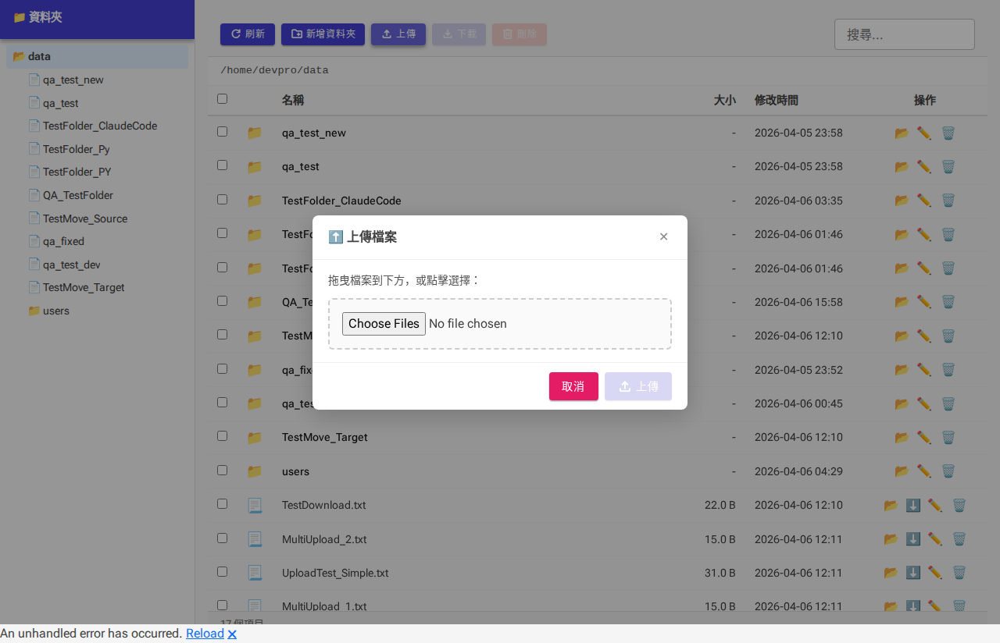 資料夾
data
qa_test_new
qa_test
TestFolder_ClaudeCode
TestFolder_Py
TestFolder_PY
QA_TestFolder
TestMove_Source
qa_fixed
qa_test_dev
TestMove_Target
users
刷新 新增資料夾 上傳 下載 刪除 搜尋...
/home/devpro/data
名稱 大小 修改時間 操作
qa_test_new - 2026-04-05 23:58
qa_test - 2026-04-05 23:58
TestFolder_ClaudeCode - 2026-04-06 03:35
TestFo - 2026-04-06 01:46
TestFo - 2026-04-06 01:46
QA_Te - 2026-04-06 15:58
TestM - 2026-04-06 12:10
qa_fix - 2026-04-05 23:52
qa_tes - 2026-04-06 00:45
TestMove_Target - 2026-04-06 12:10
users - 2026-04-06 04:29
TestDownload.txt 22.0 B 2026-04-06 12:10
MultiUpload_2.txt 15.0 B 2026-04-06 12:11
UploadTest_Simple.txt 31.0 B 2026-04-06 12:11
MultiUpload_1.txt 15.0 B 2026-04-06 12:11
17 個項目
上傳檔案 ×
拖曳檔案到下方，或點擊選擇：
Choose Files No file chosen
取消 上傳
An unhandled error has occurred. Reload X